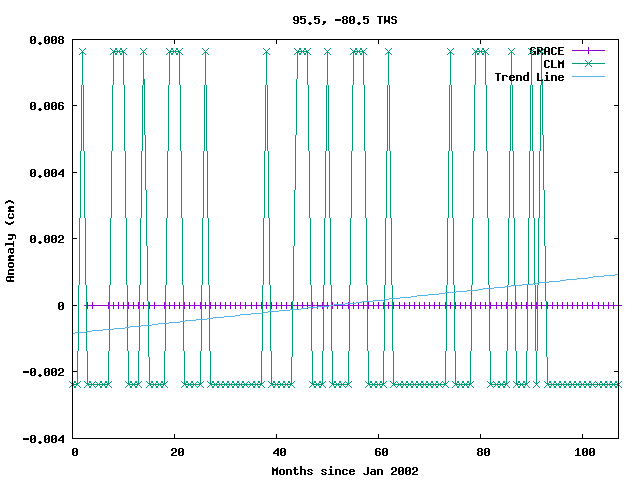 95.5, -80.5 TWS
GRACE
CLM
Trend Line
0.008
0.006
0.004
0.002
0
-0.002
-0.004
Anomaly (cm)
0 20 40 60 80 100
Months since Jan 2002